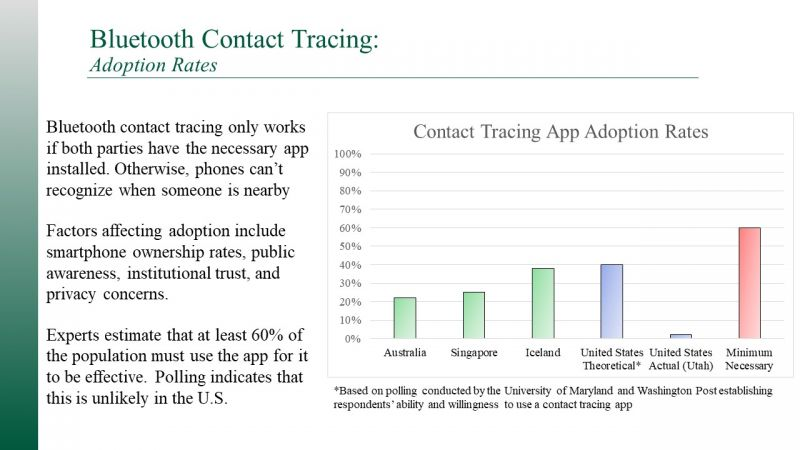 Bluetooth Contact Tracing:
Adoption Rates
Bluetooth contact tracing only works
if both parties have the necessary app
installed. Otherwise, phones can’t
recognize when someone is nearby
Factors affecting adoption include
smartphone ownership rates, public
awareness, institutional trust, and
privacy concerns.
Experts estimate that at least 60% of
the population must use the app for it
to be effective. Polling indicates that
this is unlikely in the U.S.
Contact Tracing App Adoption Rates
100%
90%
80%
70%
60%
50%
40%
30%
20%
10%
0%
Australia
Singapore
Iceland
United States
Theoretical*
United States
Actual (Utah)
Minimum
Necessary
*Based on polling conducted by the University of Maryland and Washington Post establishing
respondents’ ability and willingness to use a contact tracing app